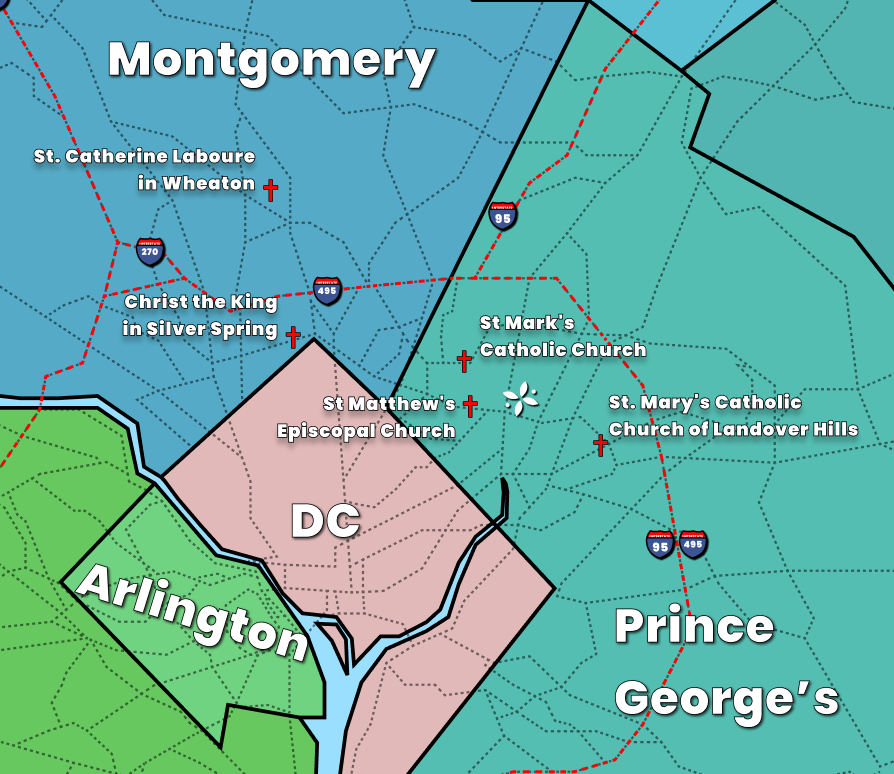 Montgomery
St. Catherine Laboure
in Wheaton
95
270
495
Christ the King
in Silver Spring
St Mark's
Catholic Church
St Matthew's
Episcopal Church
St. Mary's Catholic
Church of Landover Hills
DC
95
495
Arlington
Prince
George's